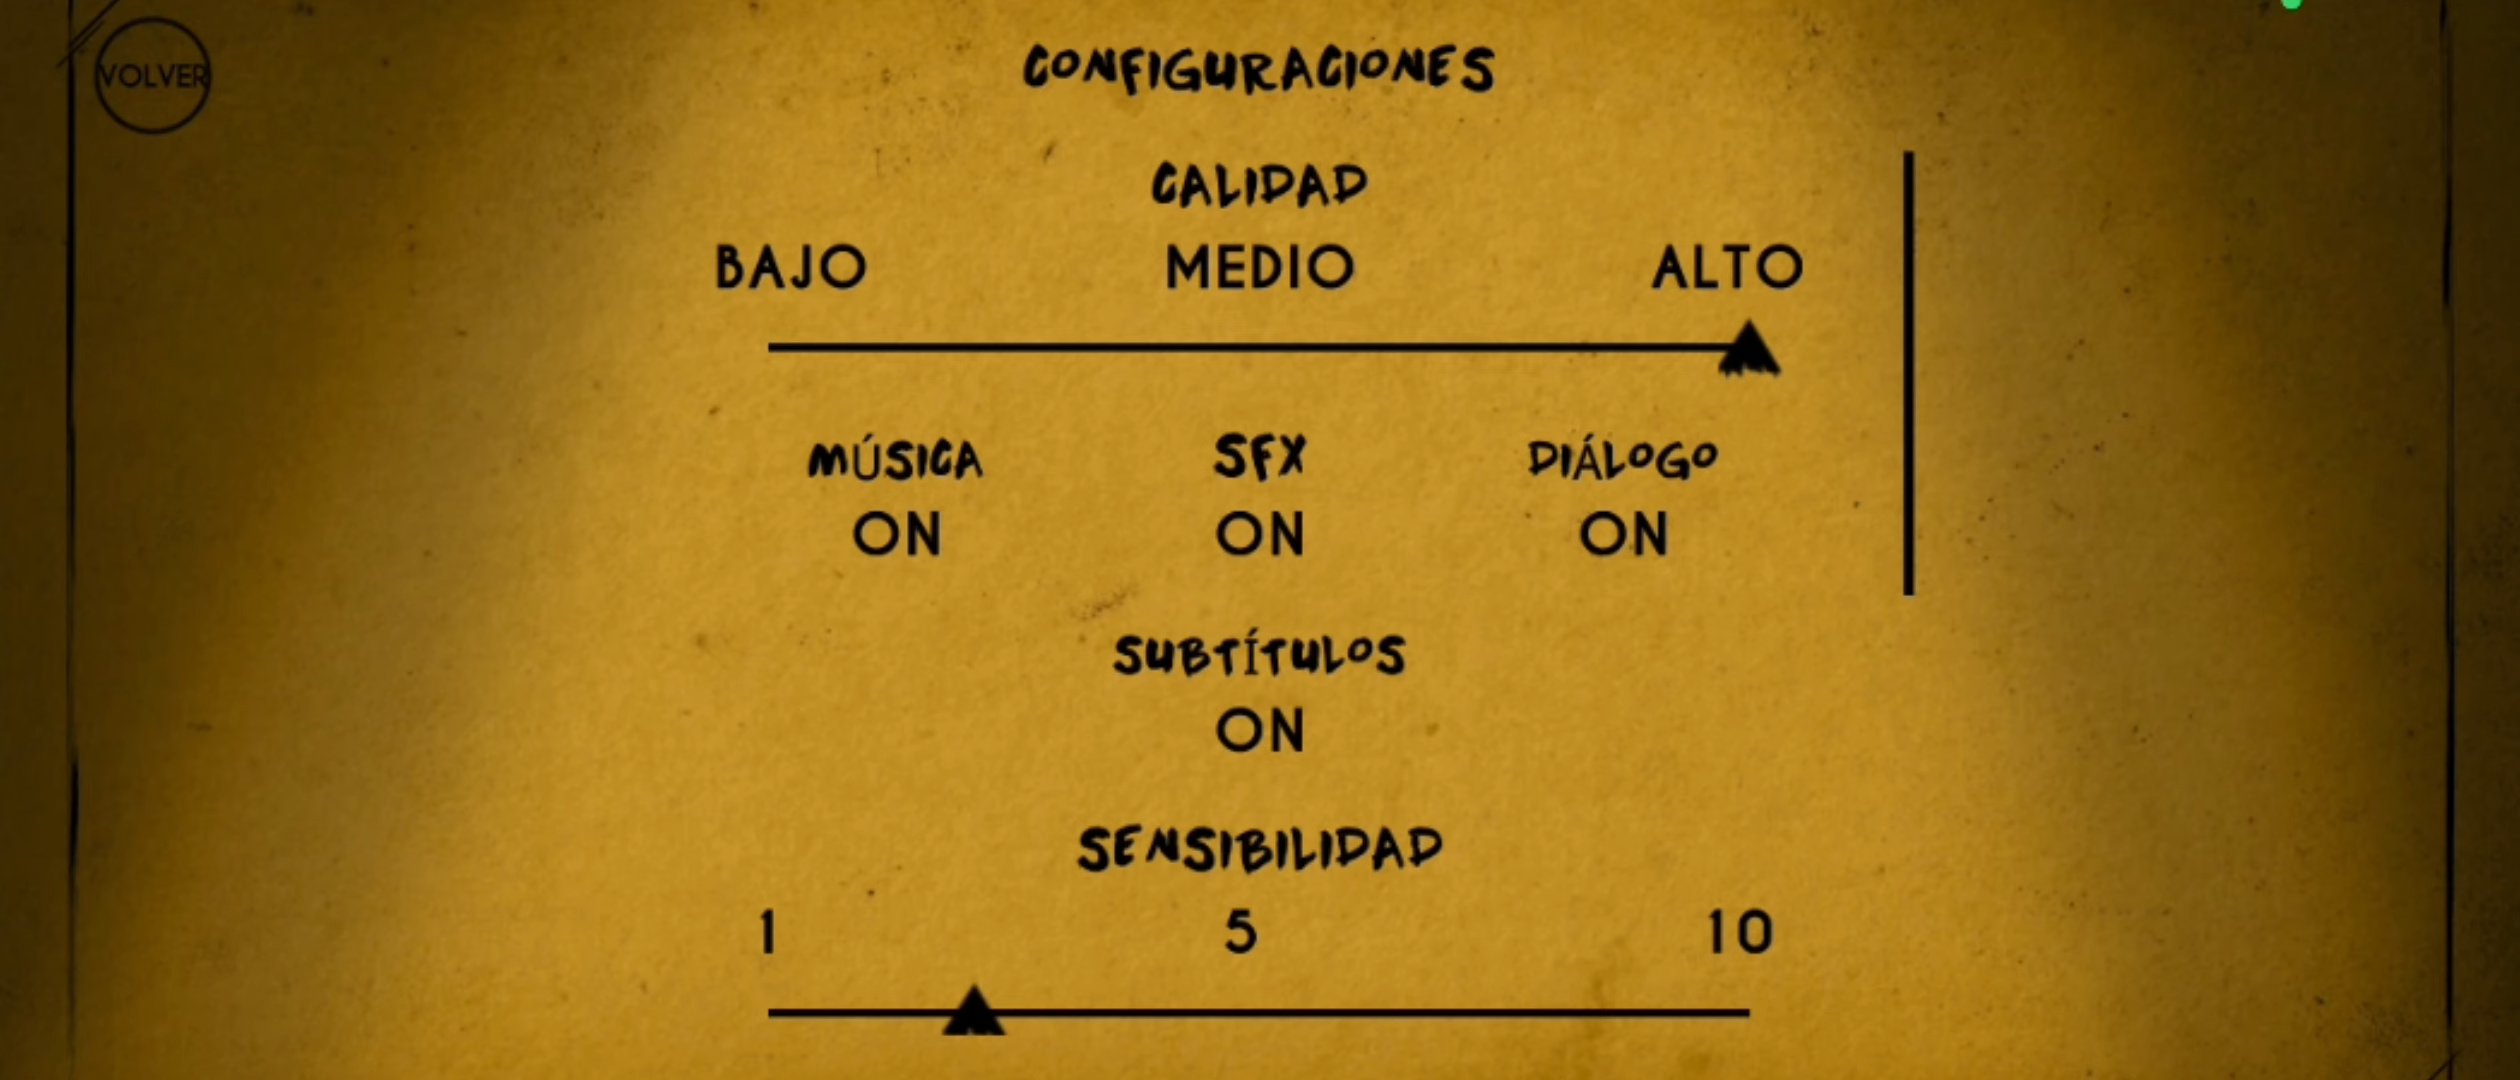 VOLVER
CONFIGURACIONES
CALIDAD
BAJO MEDIO ALTO
MÚSICA SFX DIÁLOGO
ON ON ON
SUBTÍTULOS
ON
SENSIBILIDAD
1 5 10